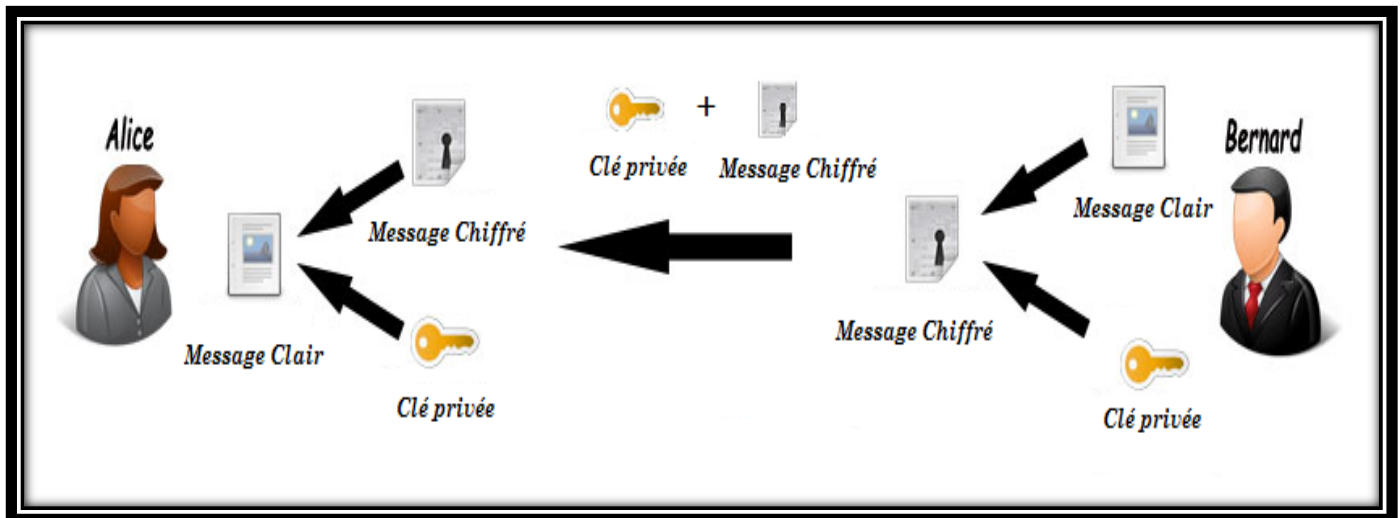 Alice
Bernard
+
Clé privée
Message Chiffré
Message Clair
Message Chiffré
Message Chiffré
Message Clair
Clé privée
Clé privée